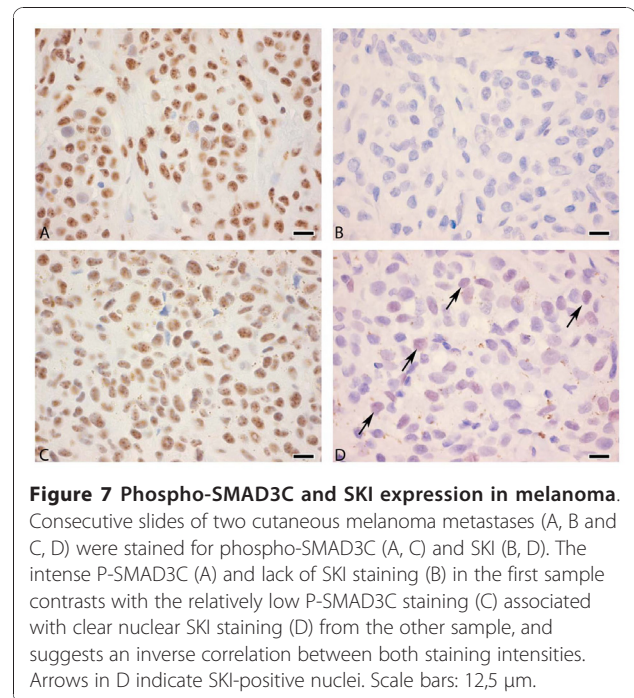 A
B
C
D
Figure 7 Phospho-SMAD3C and SKI expression in melanoma.
Consecutive slides of two cutaneous melanoma metastases (A, B and
C, D) were stained for phospho-SMAD3C (A, C) and SKI (B, D). The
intense P-SMAD3C (A) and lack of SKI staining (B) in the first sample
contrasts with the relatively low P-SMAD3C staining (C) associated
with clear nuclear SKI staining (D) from the other sample, and
suggests an inverse correlation between both staining intensities.
Arrows in D indicate SKI-positive nuclei. Scale bars: 12,5 μm.